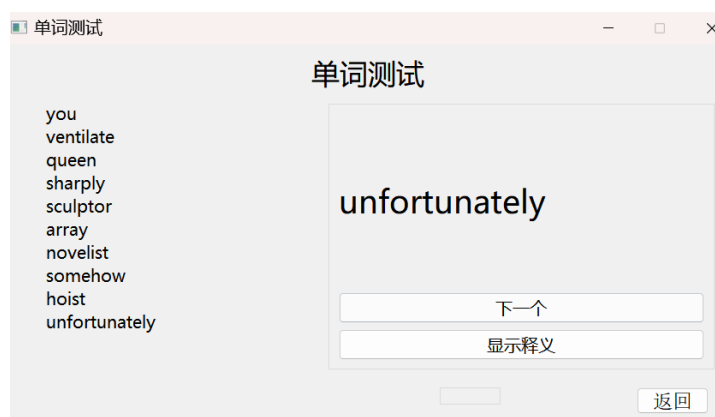 单词测试
单词测试
you
ventilate
queen
sharply
sculptor
array
novelist
somehow
hoist
unfortunately
unfortunately
下一个
显示释义
返回